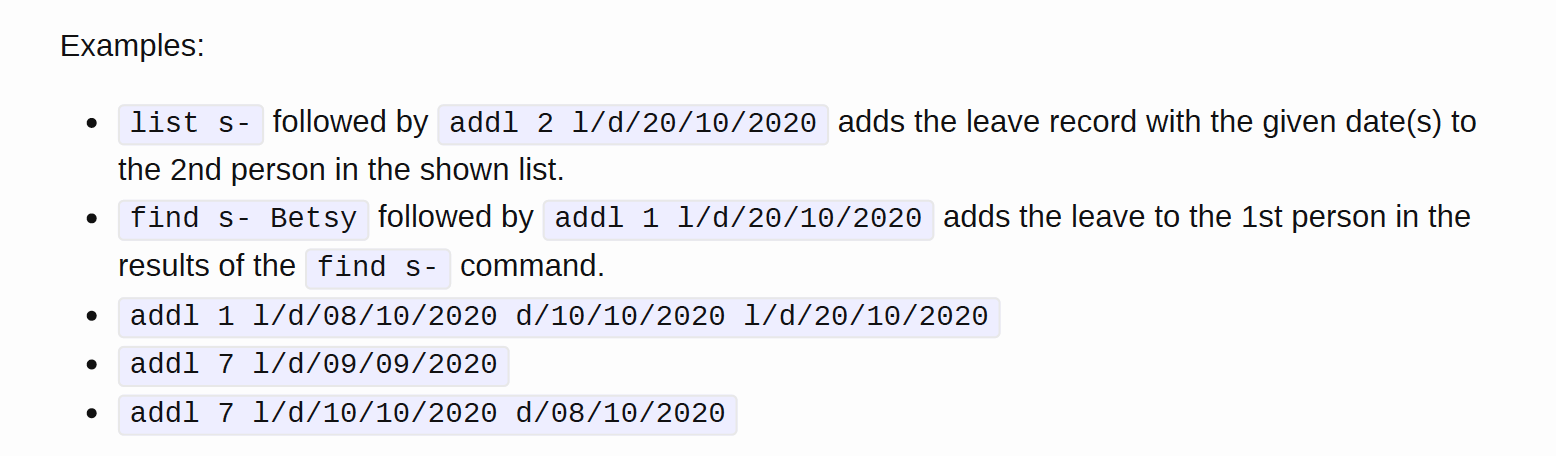 Examples:
• list s- followed by addl 2 l/d/20/10/2020 adds the leave record with the given date(s) to
the 2nd person in the shown list.
• find s- Betsy followed by addl 1 l/d/20/10/2020 adds the leave to the 1st person in the
results of the find s- command.
• addl 1 l/d/08/10/2020 d/10/10/2020 l/d/20/10/2020
• addl 7 l/d/09/09/2020
• addl 7 l/d/10/10/2020 d/08/10/2020